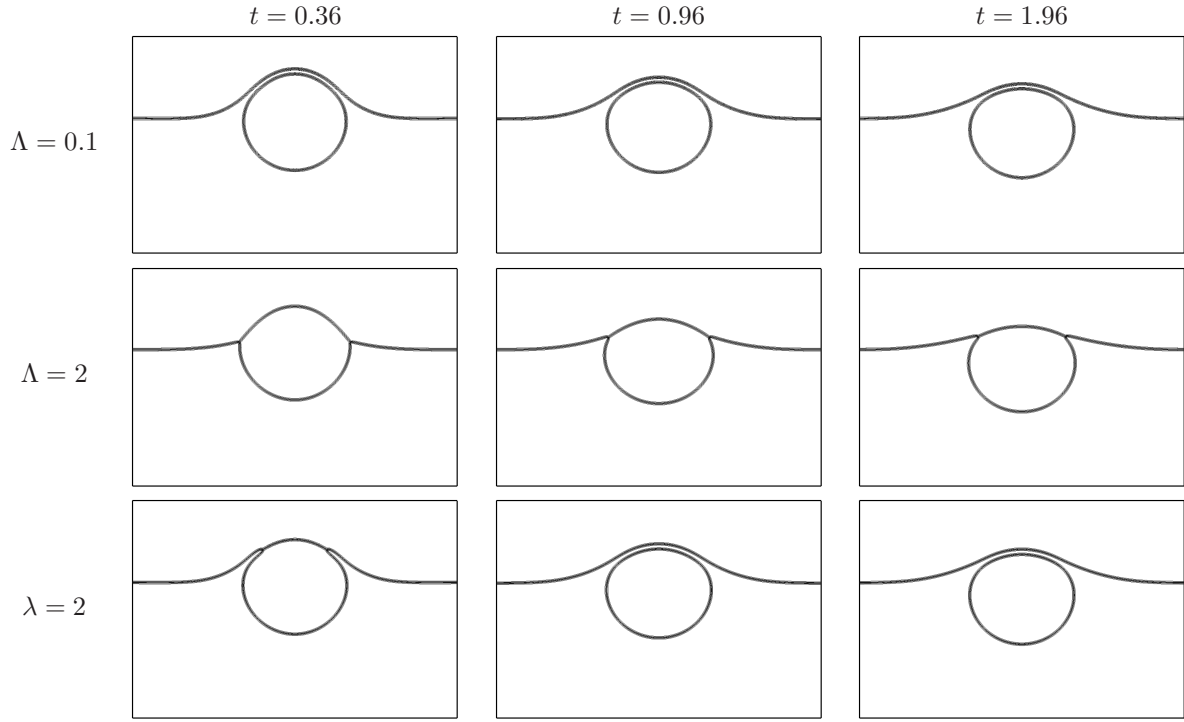 t = 0.36 t = 0.96 t = 1.96
Λ = 0.1
Λ = 2
λ = 2